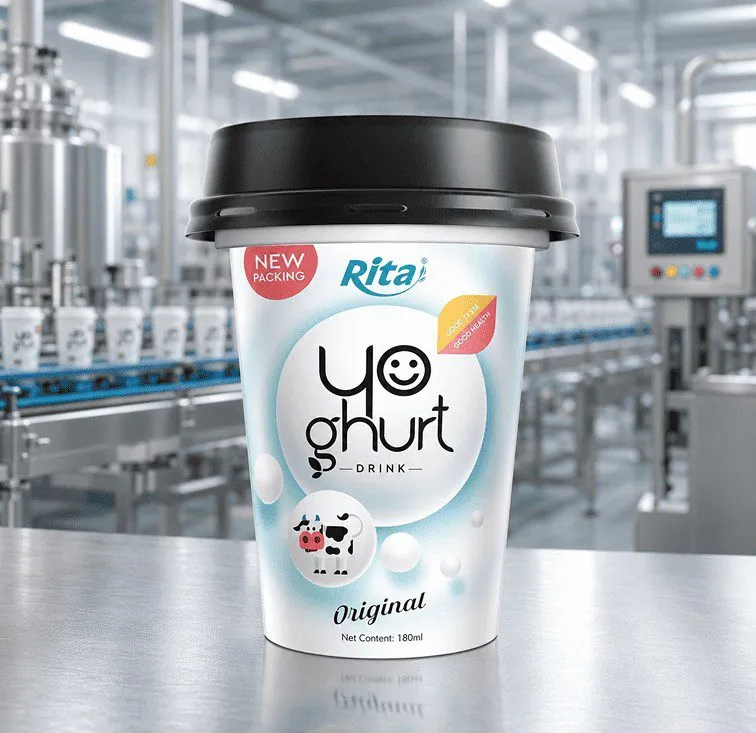 NEW
PACKING
Rita®
GOOD TASTE
GOOD HEALTH
yo
ghurt
DRINK
Original
Net Content: 180ml